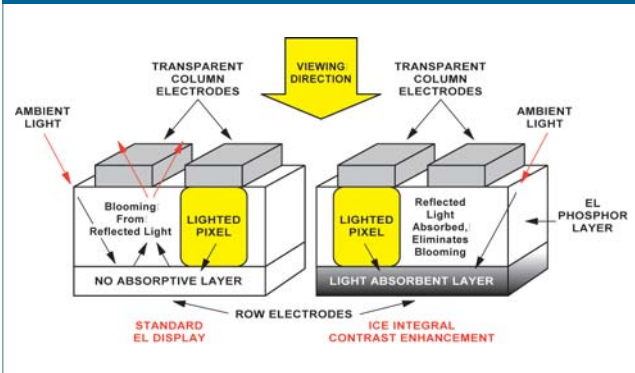 TRANSPARENT
COLUMN
ELECTRODES
VIEWING
DIRECTION
TRANSPARENT
COLUMN
ELECTRODES
AMBIENT
LIGHT
AMBIENT
LIGHT
Blooming
From
Reflected Light
LIGHTED
PIXEL
LIGHTED
PIXEL
Reflected
Light
Absorbed,
Eliminates
Blooming
EL
PHOSPHOR
LAYER
NO ABSORPTIVE LAYER
LIGHT ABSORBENT LAYER
ROW ELECTRODES
STANDARD
EL DISPLAY
ICE INTEGRAL
CONTRAST ENHANCEMENT